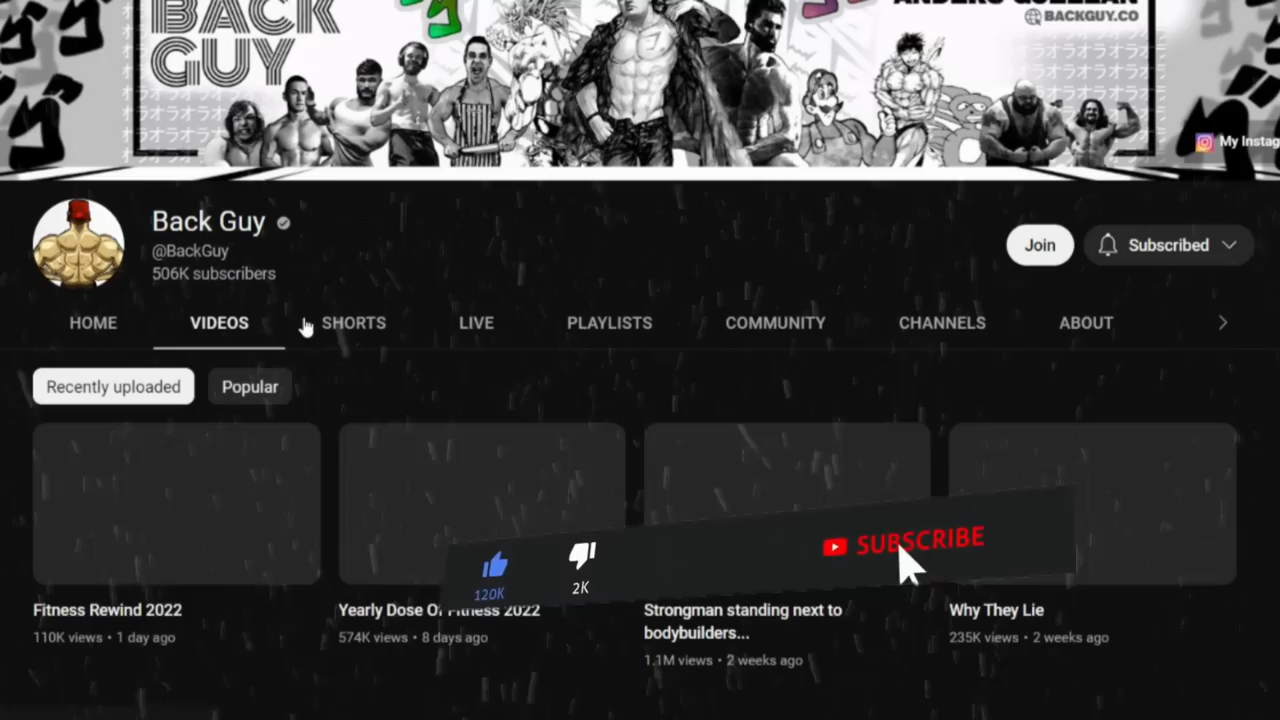 BACK
GUY
BACKGUY.CO
My Instag
Back Guy
@BackGuy
506K subscribers
Join
Subscribed
HOME
VIDEOS
SHORTS
LIVE
PLAYLISTS
COMMUNITY
CHANNELS
ABOUT
Recently uploaded
Popular
SUBSCRIBE
120K
2K
Fitness Rewind 2022
Yearly Dose Of Fitness 2022
Strongman standing next to
bodybuilders...
Why They Lie
110K views • 1 day ago
574K views • 8 days ago
1.1M views • 2 weeks ago
235K views • 2 weeks ago